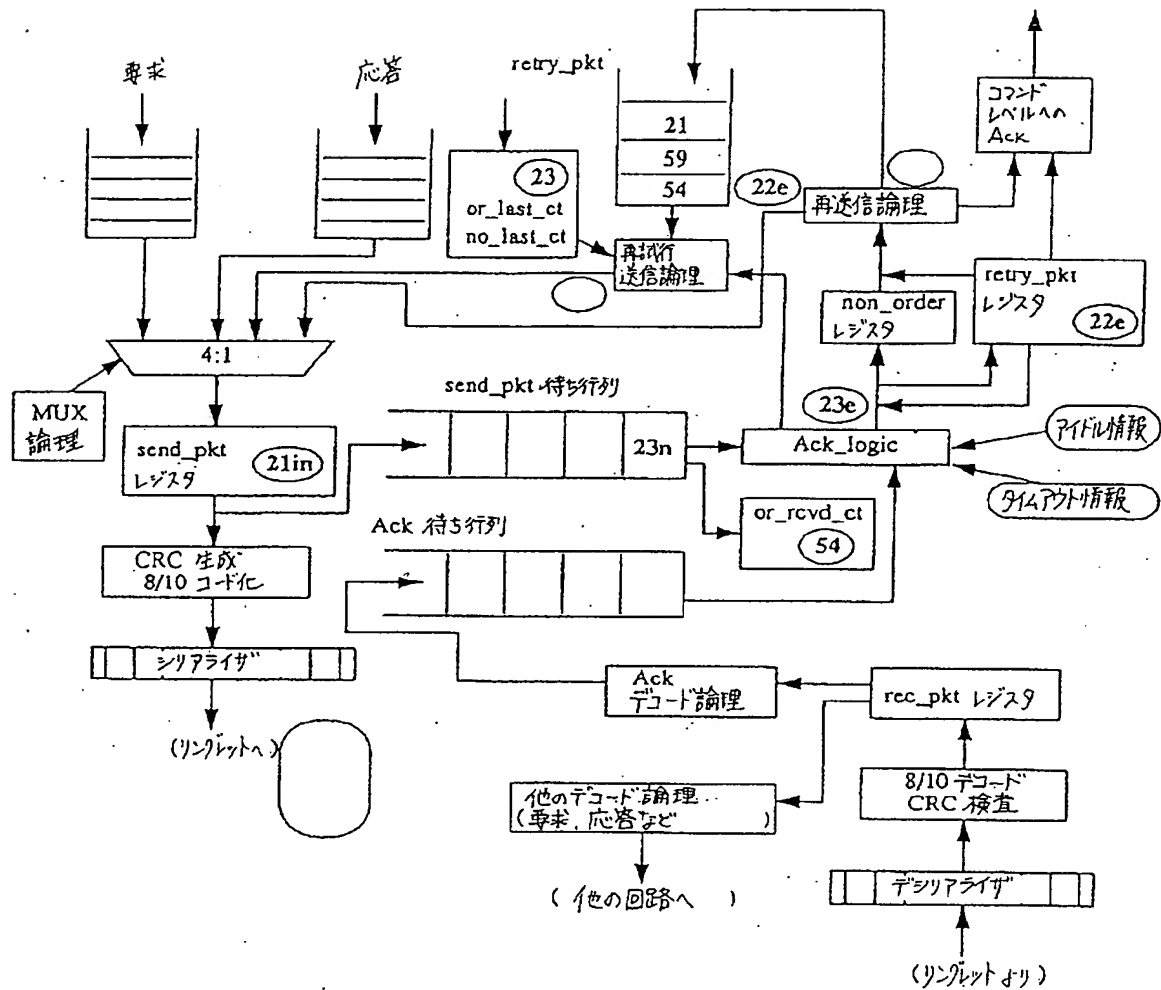 要求
応答
retry_pkt
コマンド
レベルへの
Ack
21
59
54
23
or_last_ct
no_last_ct
22e
再送信論理
再試行
送信論理
retry_pkt
レジスタ
22e
non_order
レジスタ
4:1
MUX
論理
send_pkt
レジスタ
21in
send_pkt 待ち行列
23n
23e
Ack_logic
アイドル情報
タイムアウト情報
or_rcvd_ct
54
Ack 待ち行列
CRC 生成
8/10 コード化
シリアライザ
(リングレットへ)
Ack
デコード論理
rec_pkt レジスタ
他のデコード論理
(要求, 応答など )
8/10 デコード
CRC 検査
( 他の回路へ )
デシリアライザ
(リングレットより)